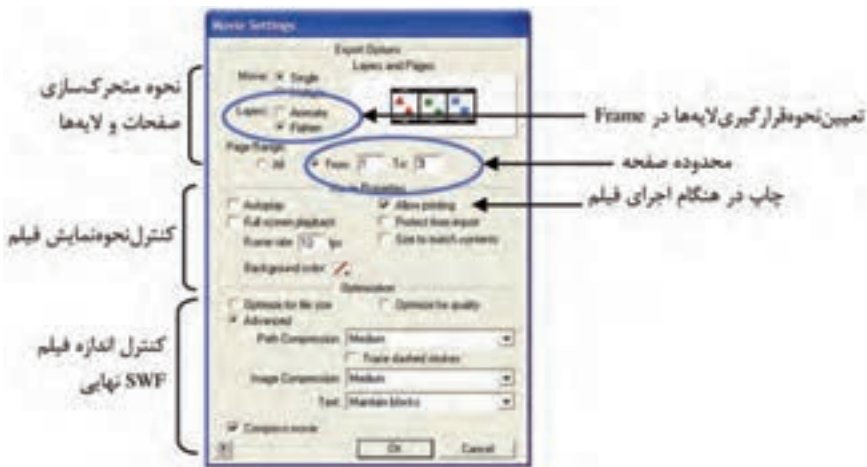 Movie Settings
Export Options
Layers and Pages
Movie: Single
Layers: Animate
Flatten
Page Range
All From: 1 To: 3
Movie Properties
Autoplay Allow printing
Full screen playback Protect from import
Frame rate: 12 fps Size to match contents
Background color:
Optimization
Optimize for file size Optimize for quality
Advanced
Path Compression: Medium
Trace dashed strokes
Image Compression: Medium
Text: Maintain blocks
Compress movie
OK Cancel
نحوه متحرک‌سازی
صفحات و لایه‌ها
کنترل نحوه نمایش فیلم
کنترل اندازه فیلم
SWF نهایی
تعیین نحوه قرارگیری لایه‌ها در Frame
محدوده صفحه
چاپ در هنگام اجرای فیلم